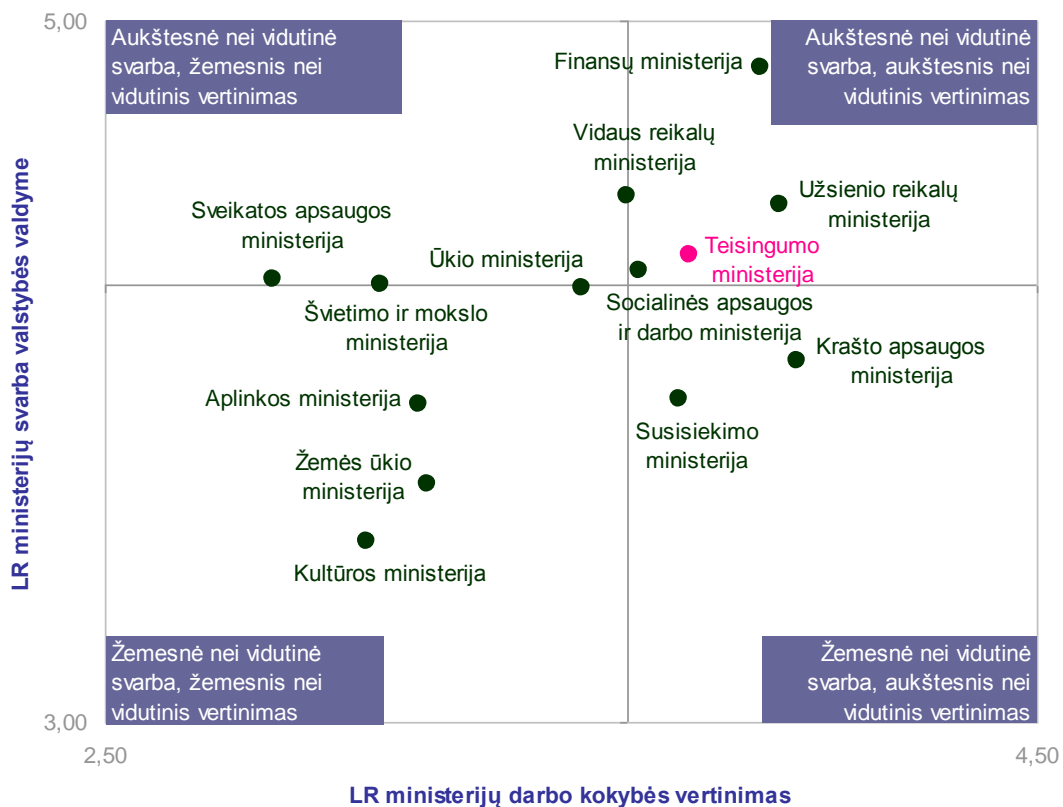 5,00
Aukštesnė nei vidutinė
svarba, žemesnis nei
vidutinis vertinimas
Aukštesnė nei vidutinė
svarba, aukštesnis nei
vidutinis vertinimas
Finansų ministerija
Vidaus reikalų
ministerija
Užsienio reikalų
ministerija
Sveikatos apsaugos
ministerija
Teisingumo
ministerija
Ūkio ministerija
Švietimo ir mokslo
ministerija
Socialinės apsaugos
ir darbo ministerija
Krašto apsaugos
ministerija
Aplinkos ministerija
Susisiekimo
ministerija
Žemės ūkio
ministerija
Kultūros ministerija
LR ministerijų svarba valstybės valdyme
Žemesnė nei vidutinė
svarba, žemesnis nei
vidutinis vertinimas
Žemesnė nei vidutinė
svarba, aukštesnis nei
vidutinis vertinimas
3,00
2,50
4,50
LR ministerijų darbo kokybės vertinimas